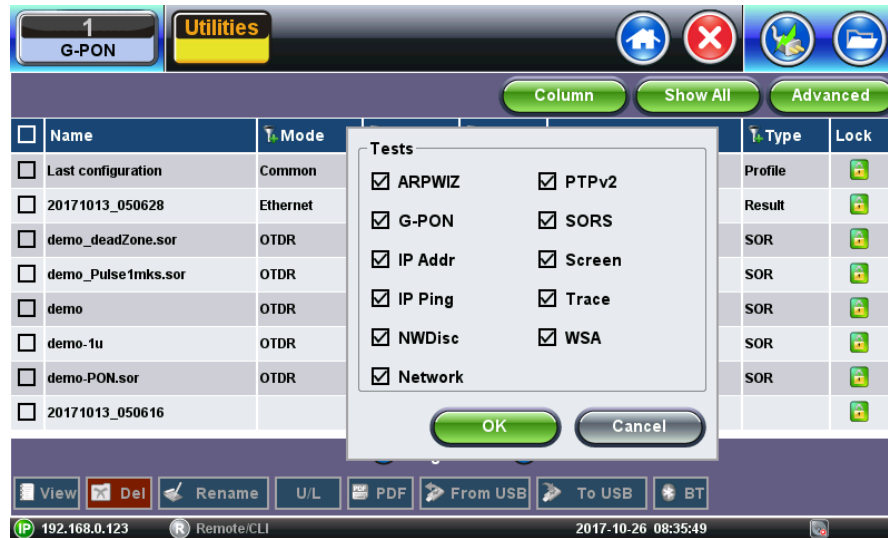 1
G-PON
Utilities
Column
Show All
Advanced
Name
Mode
Type
Lock
Last configuration
Common
Profile
20171013_050628
Ethernet
Result
demo_deadZone.sor
OTDR
SOR
demo_Pulse1mks.sor
OTDR
SOR
demo
OTDR
SOR
demo-1u
OTDR
SOR
demo-PON.sor
OTDR
SOR
20171013_050616
Tests
ARPWIZ
PTPv2
G-PON
SORS
IP Addr
Screen
IP Ping
Trace
NWDisc
WSA
Network
OK
Cancel
View
Del
Rename
U/L
PDF
From USB
To USB
BT
IP 192.168.0.123
R Remote/CLI
2017-10-26 08:35:49